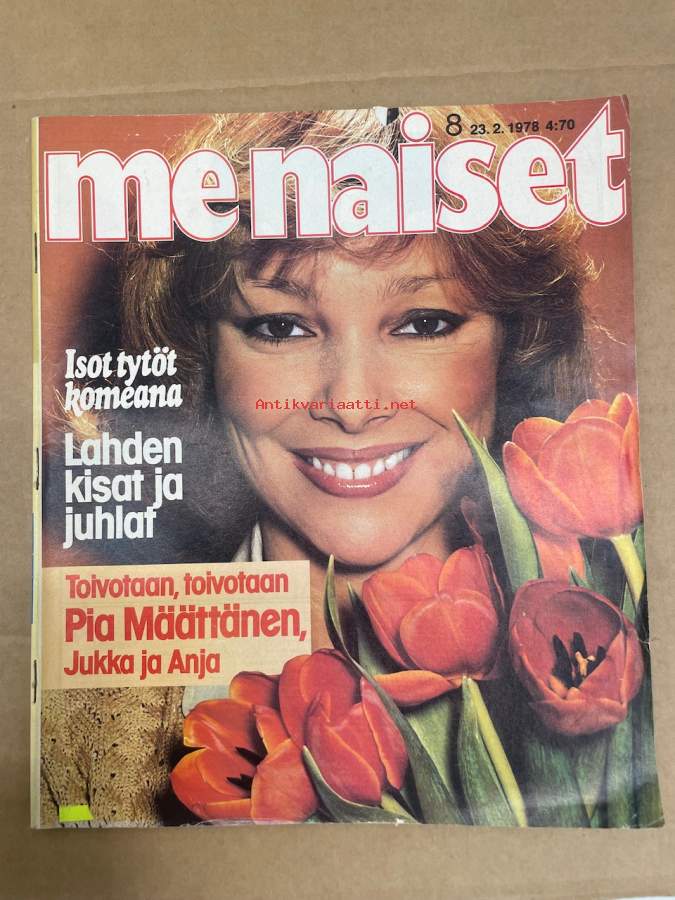 8 23.2.1978 4:70
me naiset
Isot tytöt
komeana
Antikvariaatti.net
Lahden
kisat ja
juhlat
Toivotaan, toivotaan
Pia Määttänen,
Jukka ja Anja